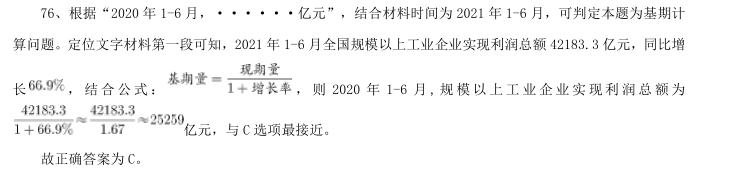 76、根据“2020 年 1-6 月，······亿元”，结合材料时间为 2021 年 1-6 月，可判定本题为基期计
算问题。定位文字材料第一段可知，2021 年 1-6 月全国规模以上工业企业实现利润总额 42183.3 亿元，同比增
长 66.9%，结合公式：基期量 = 现期量/(1 + 增长率)，则 2020 年 1-6 月，规模以上工业企业实现利润总额为
42183.3/(1 + 66.9%) ≈ 42183.3/1.67 ≈ 25259 亿元，与 C 选项最接近。
故正确答案为 C。